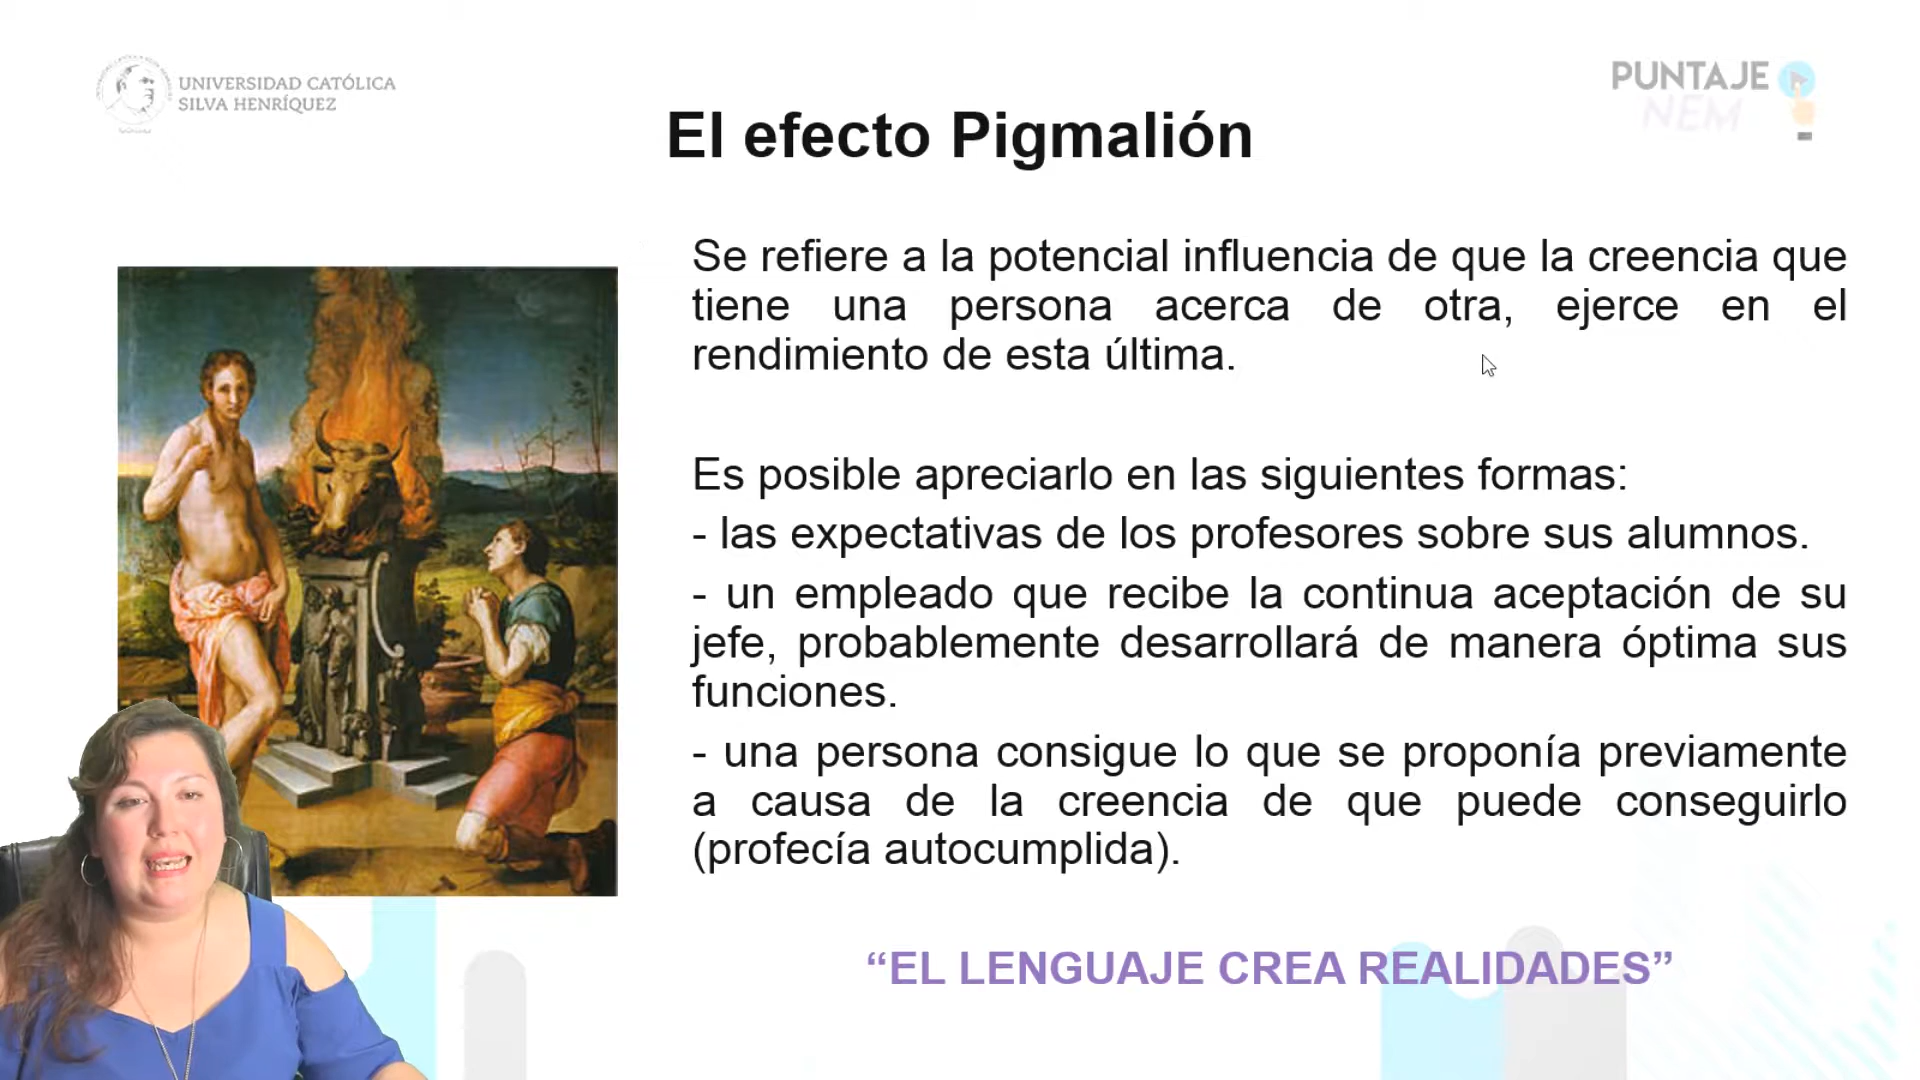 UNIVERSIDAD CATÓLICA
SILVA HENRÍQUEZ
PUNTAJE
NEM
El efecto Pigmalión
Se refiere a la potencial influencia de que la creencia que
tiene una persona acerca de otra, ejerce en el
rendimiento de esta última.
Es posible apreciarlo en las siguientes formas:
- las expectativas de los profesores sobre sus alumnos.
- un empleado que recibe la continua aceptación de su
jefe, probablemente desarrollará de manera óptima sus
funciones.
- una persona consigue lo que se proponía previamente
a causa de la creencia de que puede conseguirlo
(profecía autocumplida).
“EL LENGUAJE CREA REALIDADES”